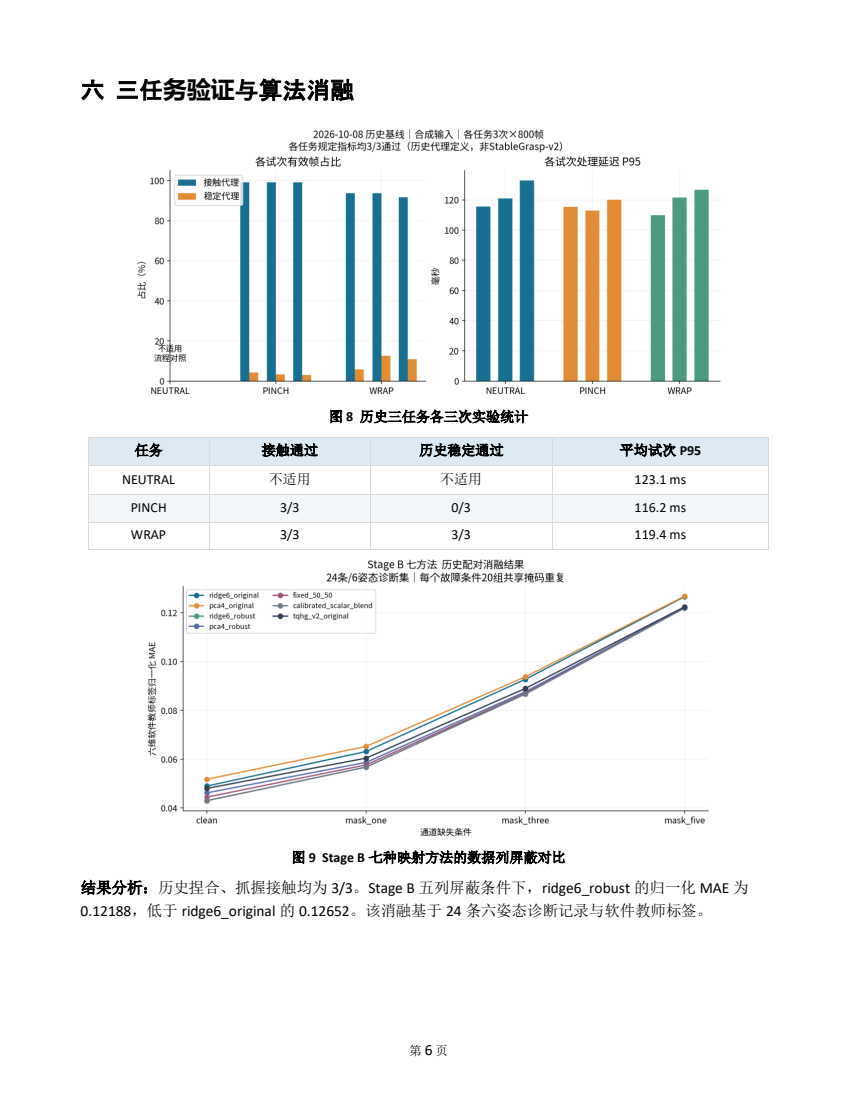 六 三任务验证与算法消融
2026-10-08 历史基线｜合成输入｜各任务3次×800帧
各任务规定指标均3/3通过（历史代理定义，非StableGrasp-v2）
各试次有效帧占比
接触代理
稳定代理
占比（%）
100
80
60
40
20
0
不适用
流程对照
NEUTRAL
PINCH
WRAP
各试次处理延迟 P95
毫秒
120
100
80
60
40
20
0
NEUTRAL
PINCH
WRAP
图 8 历史三任务各三次实验统计
任务 接触通过 历史稳定通过 平均试次 P95
NEUTRAL 不适用 不适用 123.1 ms
PINCH 3/3 0/3 116.2 ms
WRAP 3/3 3/3 119.4 ms
Stage B 七方法 历史配对消融结果
24条/6姿态诊断集｜每个故障条件20组共享掩码重复
ridge6_original
pca4_original
ridge6_robust
pca4_robust
fixed_50_50
calibrated_scalar_blend
tqhg_v2_original
六维软件教师标签归一化 MAE
0.12
0.10
0.08
0.06
0.04
clean
mask_one
mask_three
mask_five
通道缺失条件
图 9 Stage B 七种映射方法的数据列屏蔽对比
结果分析：历史捏合、抓握接触均为 3/3。Stage B 五列屏蔽条件下，ridge6_robust 的归一化 MAE 为
0.12188，低于 ridge6_original 的 0.12652。该消融基于 24 条六姿态诊断记录与软件教师标签。
第 6 页